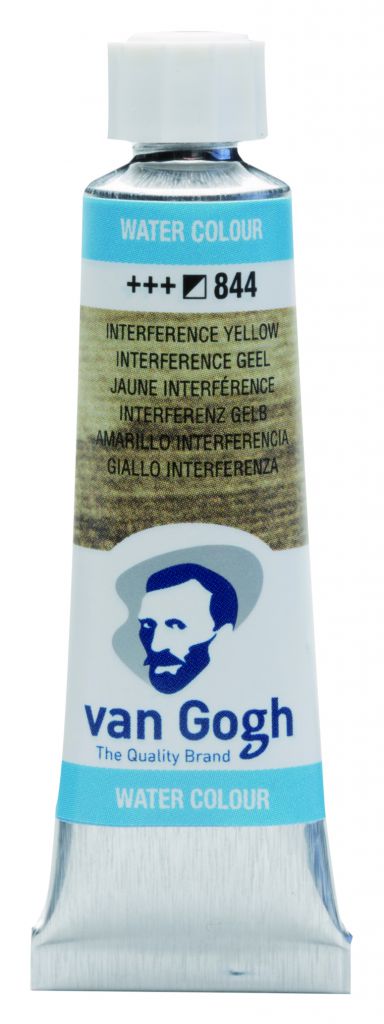 WATER COLOUR
+++ 844
INTERFERENCE YELLOW
INTERFERENCE GEEL
JAUNE INTERFÉRENCE
INTERFERENZ GELB
AMARILLO INTERFERENCIA
GIALLO INTERFERENZA
van Gogh
The Quality Brand
WATER COLOUR